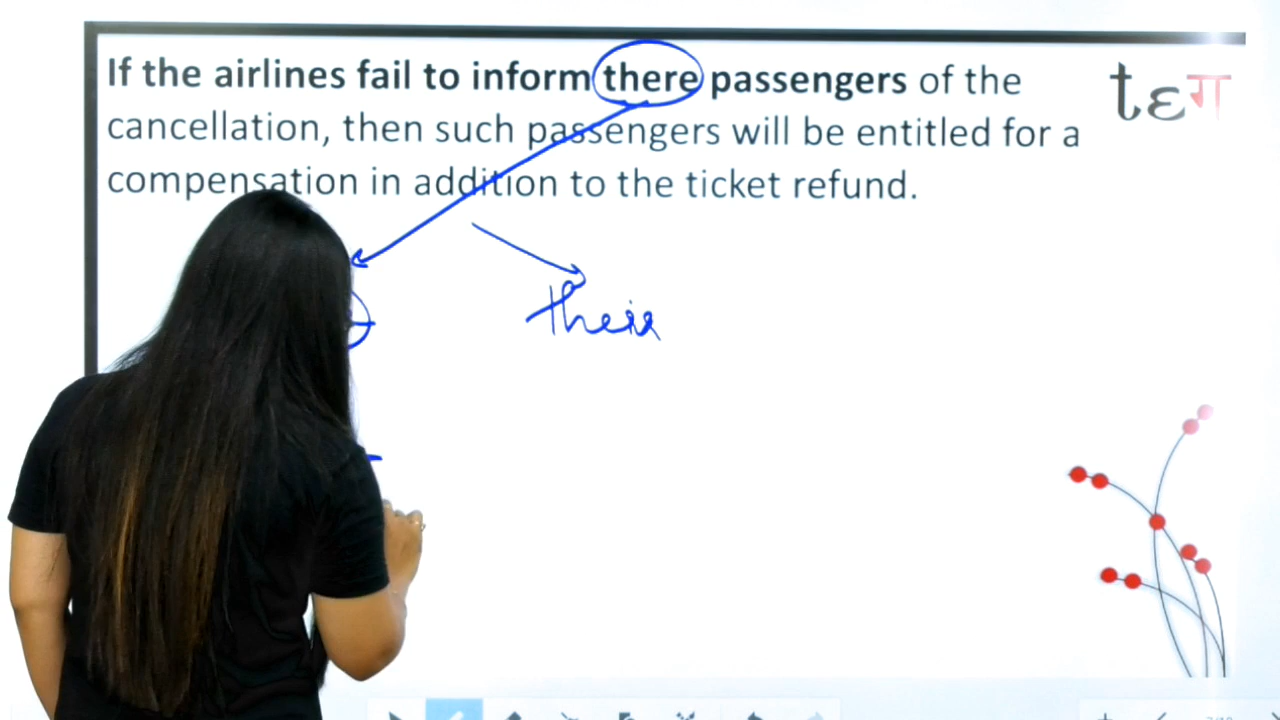 If the airlines fail to inform there passengers of the
cancellation, then such passengers will be entitled for a
compensation in addition to the ticket refund.
tεग
their